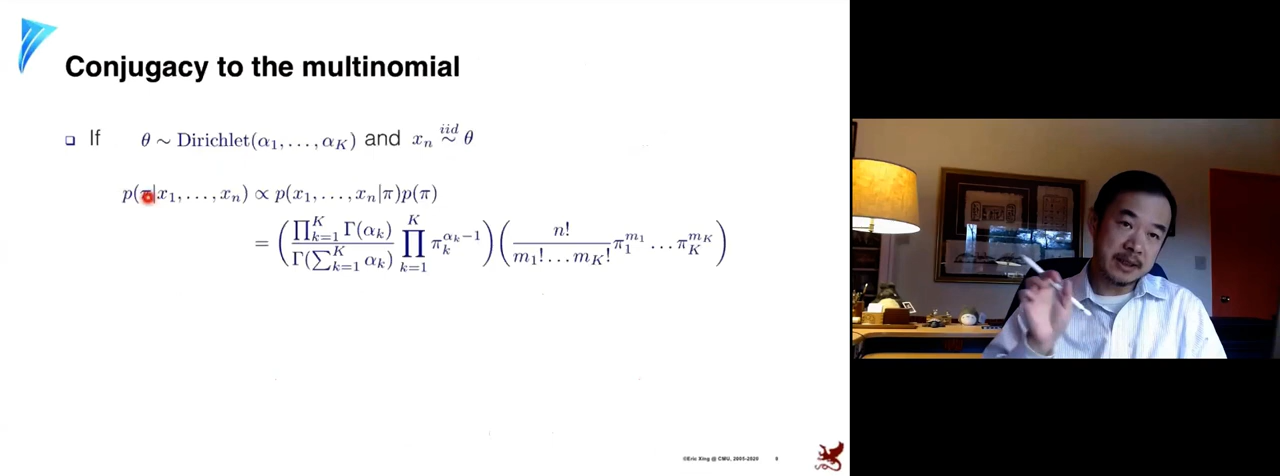 Conjugacy to the multinomial
If θ ~ Dirichlet(α₁, . . . , α_K) and x_n iid ~ θ
p(π|x₁, . . . , x_n) ∝ p(x₁, . . . , x_n|π)p(π)
= ( ∏_{k=1}^{K} Γ(α_k) / Γ(∑_{k=1}^{K} α_k) ∏_{k=1}^{K} π_k^{α_k−1} ) ( n! / m₁! . . . m_K! π₁^{m₁} . . . π_K^{m_K} )
©Eric Xing @ CMU, 2005-2020 9